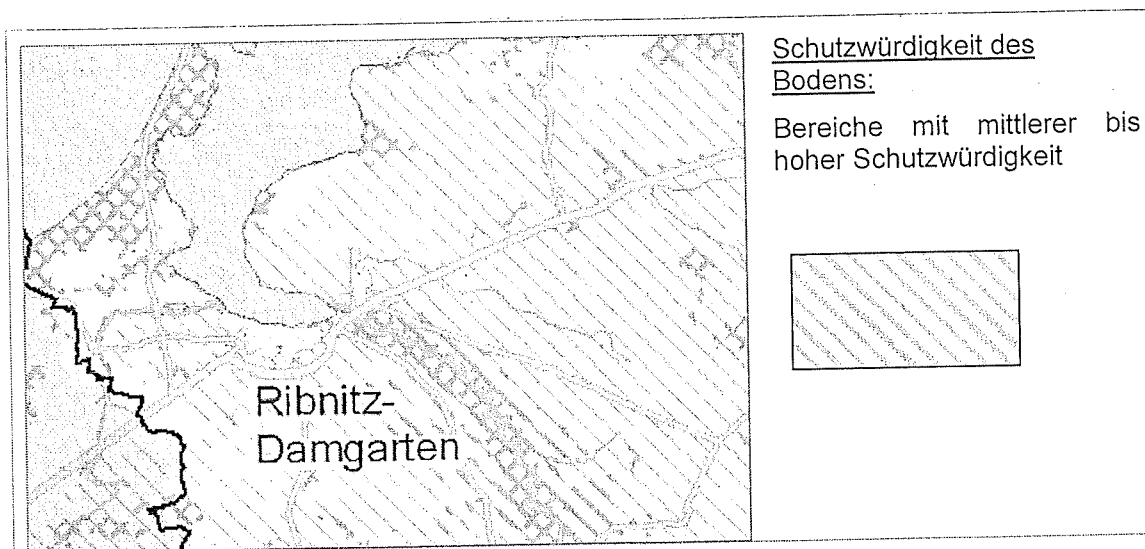 Schutzwürdigkeit des
Bodens:
Bereiche mit mittlerer bis
hoher Schutzwürdigkeit
Ribnitz-
Damgarten